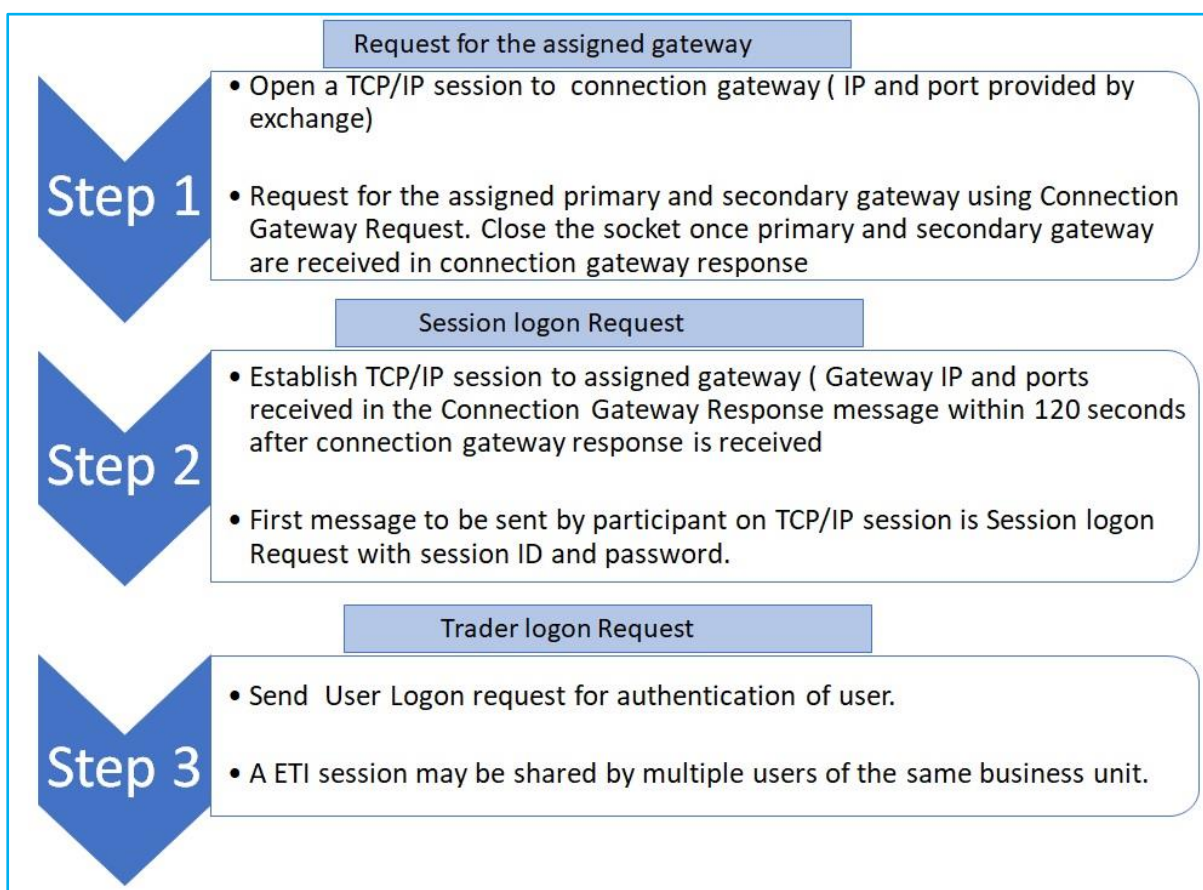 Request for the assigned gateway
Step 1
• Open a TCP/IP session to connection gateway ( IP and port provided by
exchange)
• Request for the assigned primary and secondary gateway using Connection
Gateway Request. Close the socket once primary and secondary gateway
are received in connection gateway response
Session logon Request
Step 2
• Establish TCP/IP session to assigned gateway ( Gateway IP and ports
received in the Connection Gateway Response message within 120 seconds
after connection gateway response is received
• First message to be sent by participant on TCP/IP session is Session logon
Request with session ID and password.
Trader logon Request
Step 3
• Send User Logon request for authentication of user.
• A ETI session may be shared by multiple users of the same business unit.